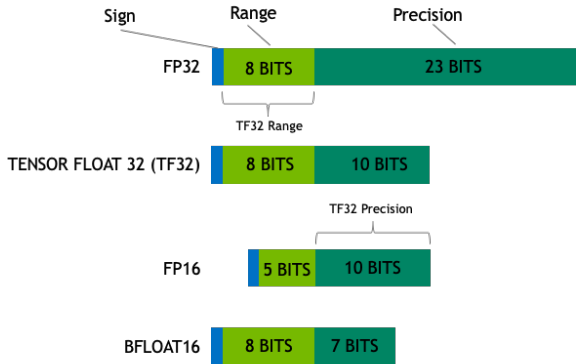 Sign Range Precision
FP32 8 BITS 23 BITS
TF32 Range
TENSOR FLOAT 32 (TF32) 8 BITS 10 BITS
TF32 Precision
FP16 5 BITS 10 BITS
BFLOAT16 8 BITS 7 BITS